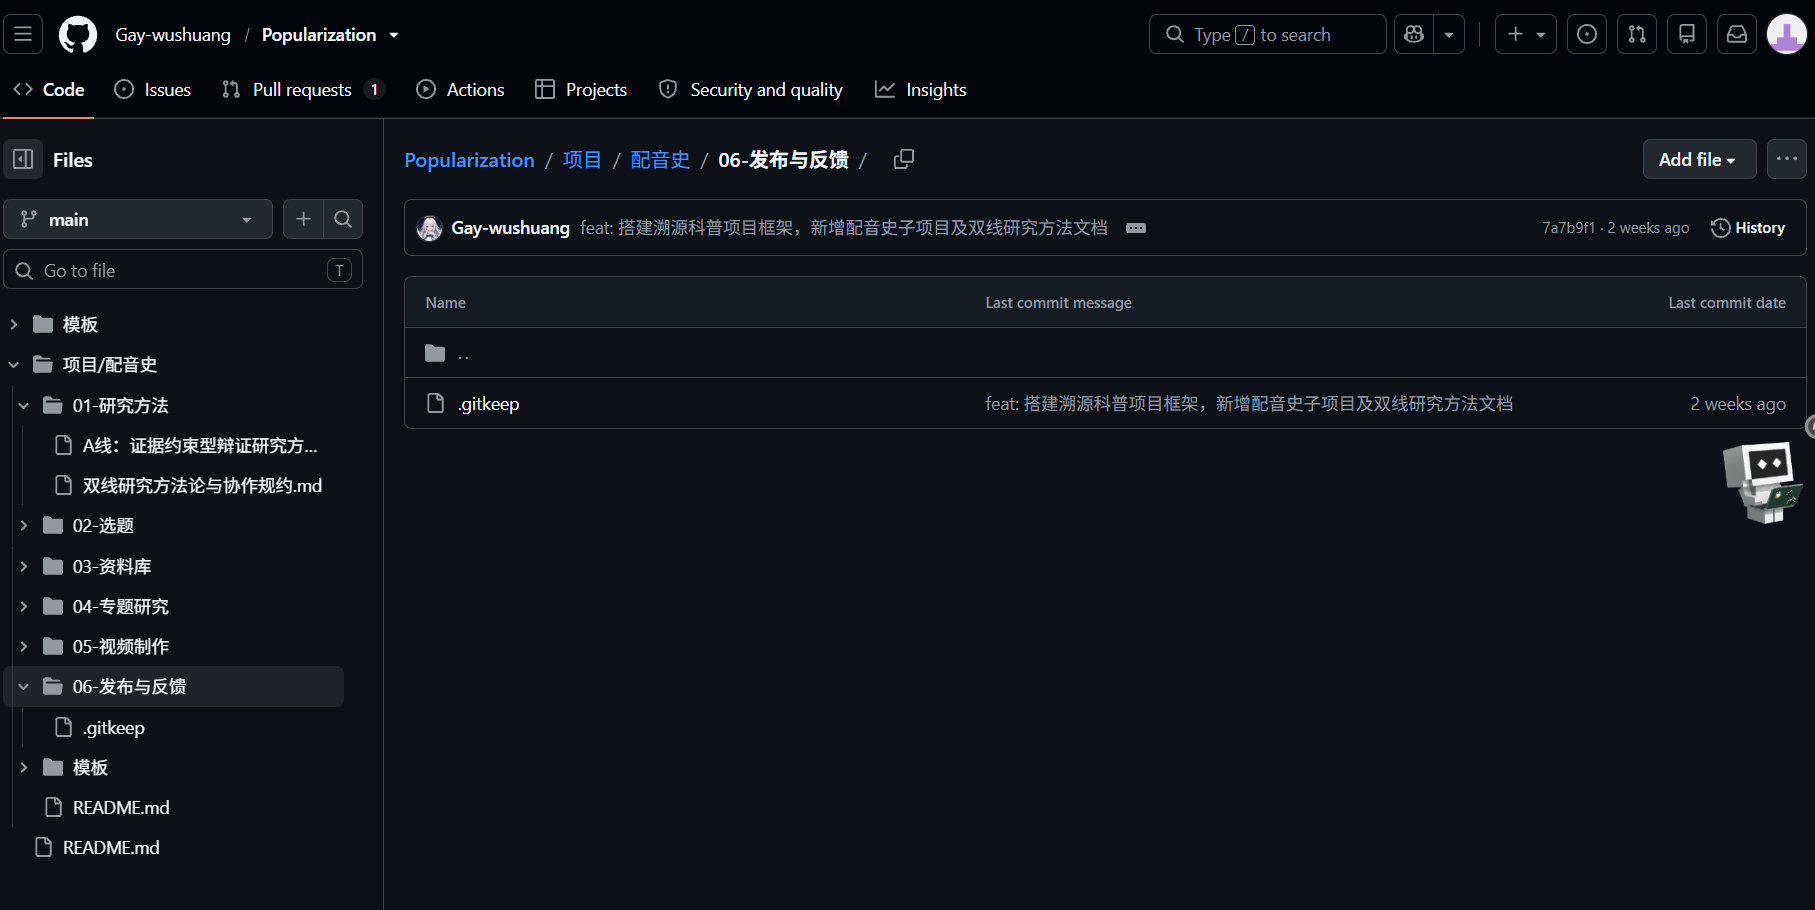 Gay-wushuang / Popularization
Type / to search
Code
Issues
Pull requests 1
Actions
Projects
Security and quality
Insights
Files
main
Go to file T
模板
项目/配音史
01-研究方法
A线：证据约束型辩证研究方...
双线研究方法论与协作规约.md
02-选题
03-资料库
04-专题研究
05-视频制作
06-发布与反馈
.gitkeep
模板
README.md
README.md
Popularization / 项目 / 配音史 / 06-发布与反馈 /
Add file
Gay-wushuang feat: 搭建溯源科普项目框架，新增配音史子项目及双线研究方法文档
7a7b9f1 · 2 weeks ago
History
Name Last commit message Last commit date
..
.gitkeep feat: 搭建溯源科普项目框架，新增配音史子项目及双线研究方法文档 2 weeks ago